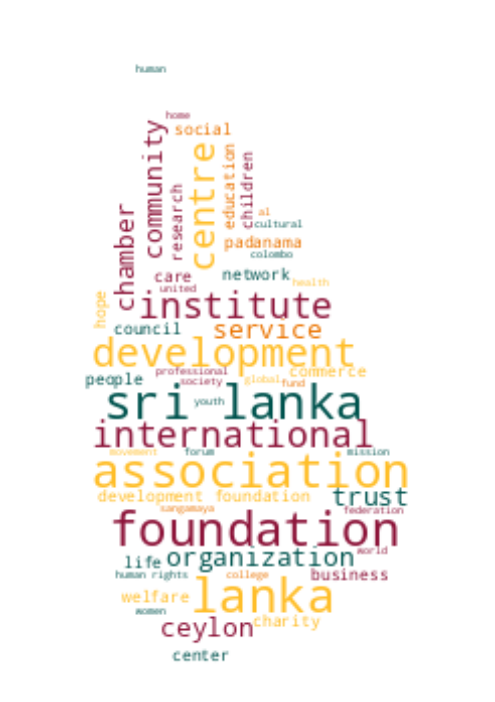 human
home
social
community
centre
education
children
research
chamber
al
cultural
padanama
colombo
care
network
united
health
hope
institute
council
service
development
professional
commerce
people
society
global
fund
sri lanka
youth
international
movement
forum
mission
association
development foundation
trust
sangamaya
federation
foundation
world
life
organization
human rights
college
business
welfare
lanka
women
ceylon
charity
center